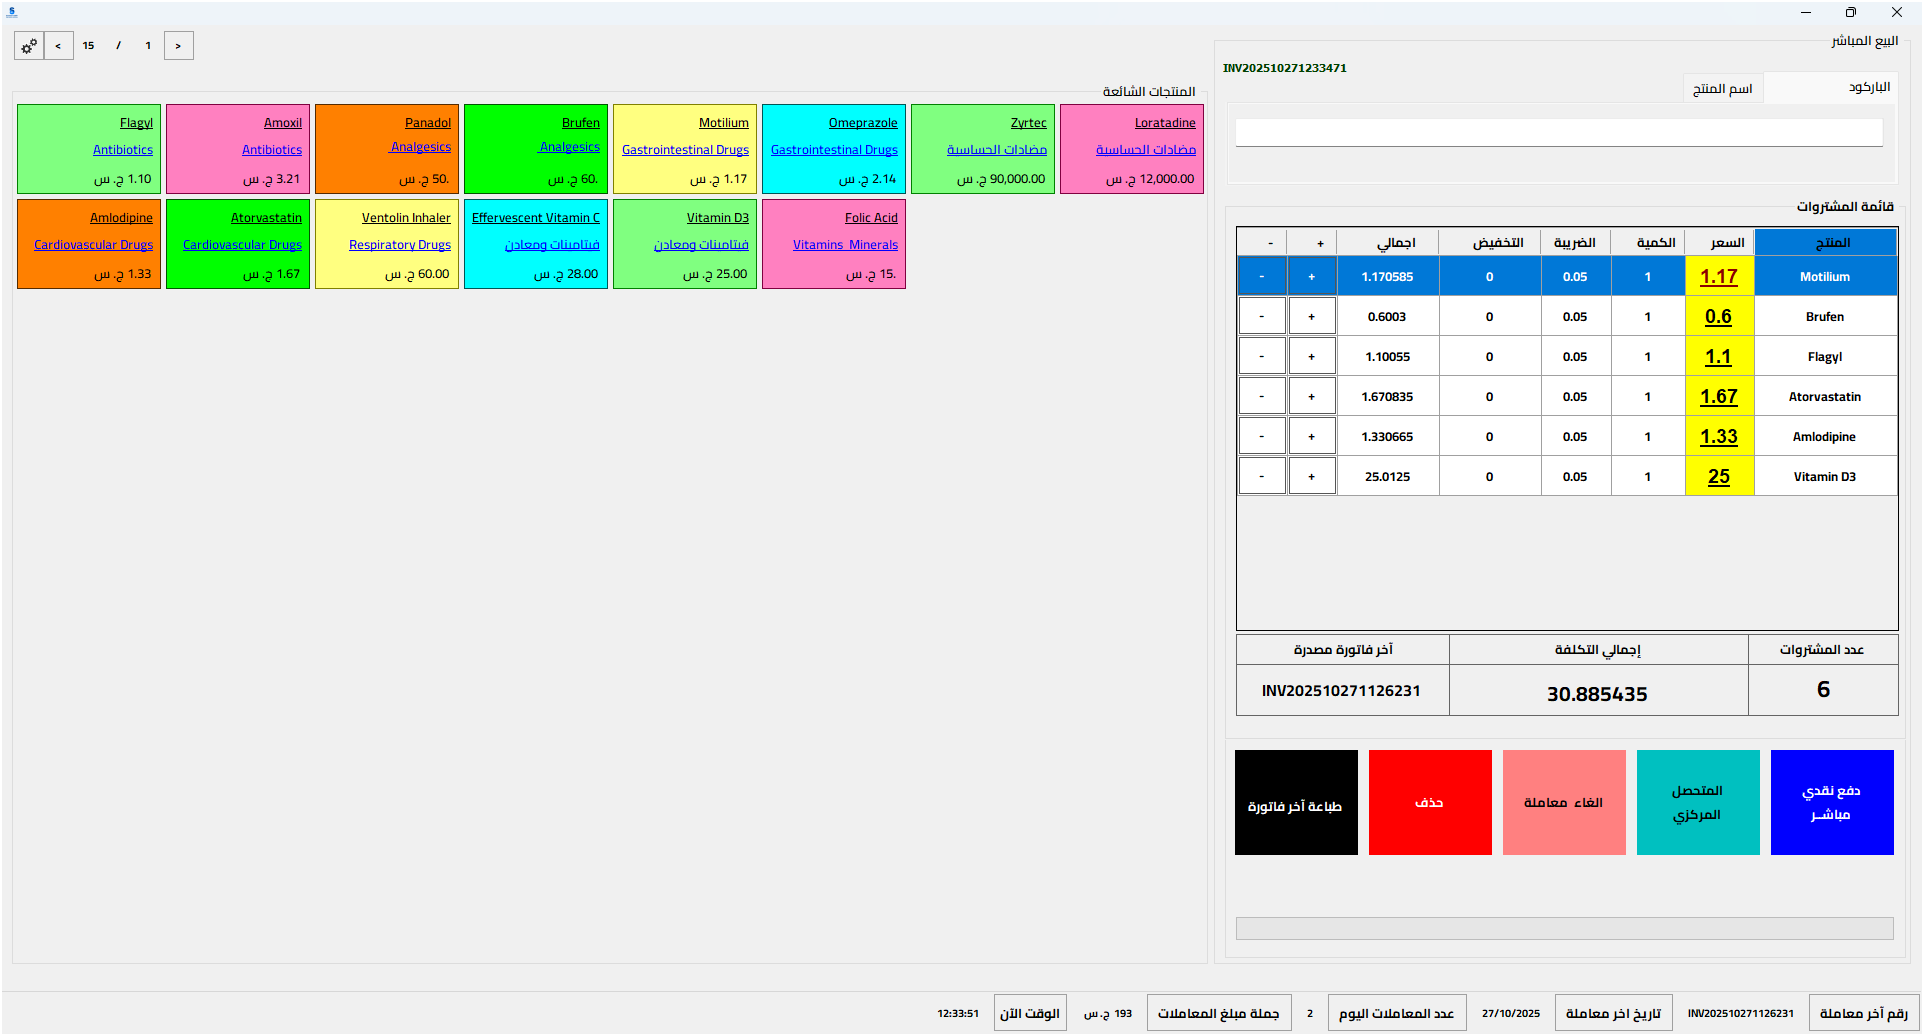 البيع المباشر
INV202510271233471
الباركود
اسم المنتج
< 15 / 1 >
المنتجات الشائعة
Flagyl
Antibiotics
1.10 ج. س
Amoxil
Antibiotics
3.21 ج. س
Panadol
Analgesics
.50 ج. س
Brufen
Analgesics
.60 ج. س
Motilium
Gastrointestinal Drugs
1.17 ج. س
Omeprazole
Gastrointestinal Drugs
2.14 ج. س
Zyrtec
مضادات الحساسية
90,000.00 ج. س
Loratadine
مضادات الحساسية
12,000.00 ج. س
Amlodipine
Cardiovascular Drugs
1.33 ج. س
Atorvastatin
Cardiovascular Drugs
1.67 ج. س
Ventolin Inhaler
Respiratory Drugs
60.00 ج. س
Effervescent Vitamin C
فيتامينات ومعادن
28.00 ج. س
Vitamin D3
فيتامينات ومعادن
25.00 ج. س
Folic Acid
Vitamins Minerals
.15 ج. س
قائمة المشتروات
المنتج السعر الكمية الضريبة التخفيض اجمالي + -
Motilium 1.17 1 0.05 0 1.170585 + -
Brufen 0.6 1 0.05 0 0.6003 + -
Flagyl 1.1 1 0.05 0 1.10055 + -
Atorvastatin 1.67 1 0.05 0 1.670835 + -
Amlodipine 1.33 1 0.05 0 1.330665 + -
Vitamin D3 25 1 0.05 0 25.0125 + -
عدد المشتروات إجمالي التكلفة آخر فاتورة مصدرة
6 30.885435 INV202510271126231
دفع نقدي
مباشــر
المتحصل
المركزي
الغاء معاملة
حذف
طباعة آخر فاتورة
رقم آخر معاملة INV202510271126231 تاريخ اخر معاملة 27/10/2025 عدد المعاملات اليوم 2 جملة مبلغ المعاملات 193 ج. س الوقت الآن 12:33:51